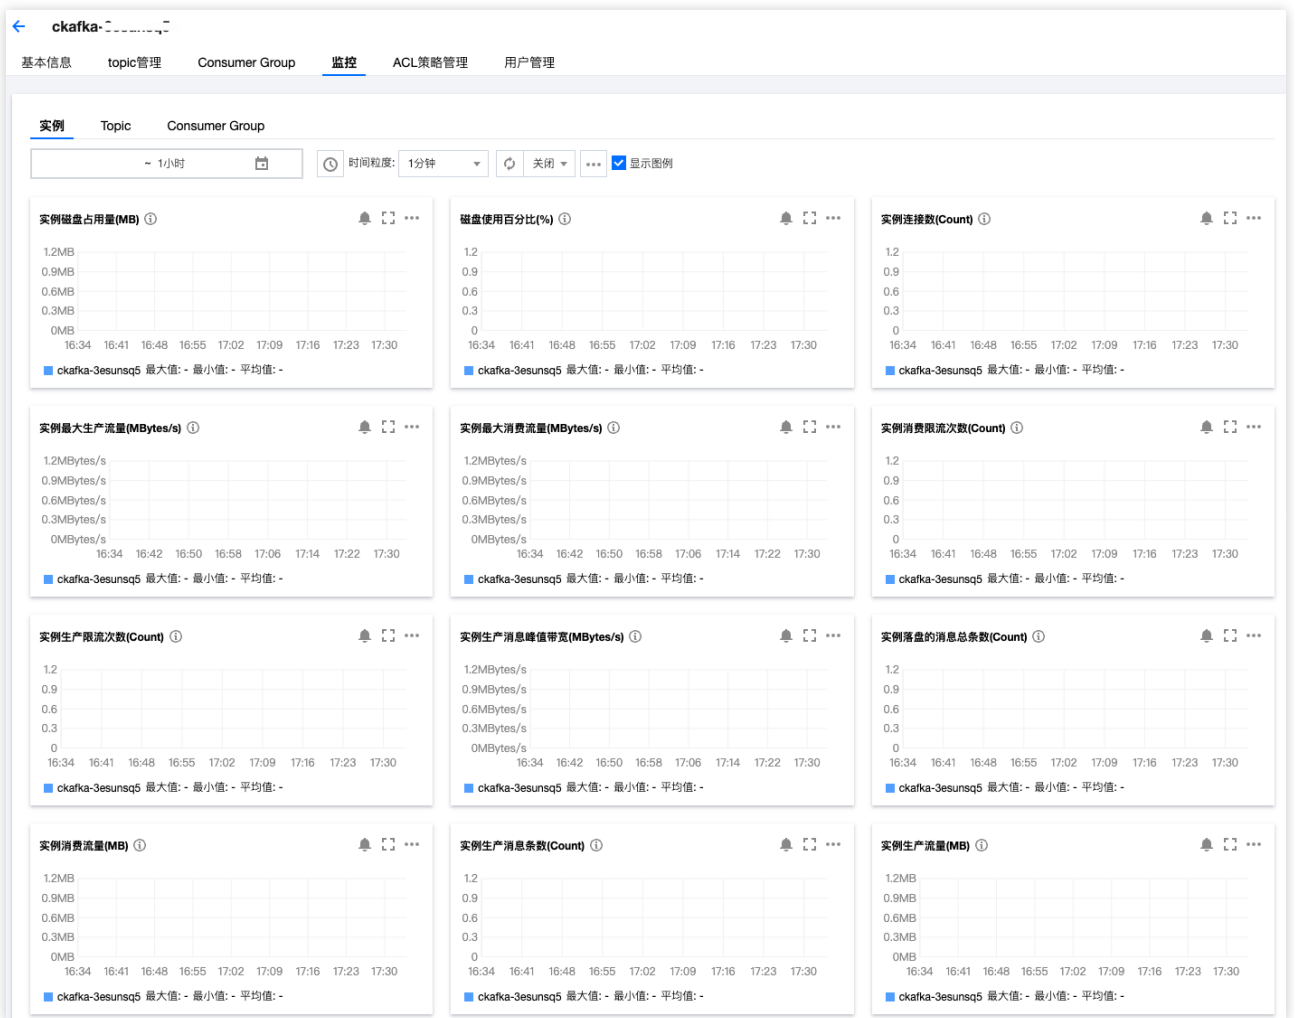 ckafka-
基本信息 topic管理 Consumer Group 监控 ACL策略管理 用户管理
实例 Topic Consumer Group
~ 1小时 时间粒度: 1分钟 关闭 显示图例
实例磁盘占用量(MB)
1.2MB
0.9MB
0.6MB
0.3MB
0MB
16:34 16:41 16:48 16:55 17:02 17:09 17:16 17:23 17:30
ckafka-3esunsq5 最大值: - 最小值: - 平均值: -
磁盘使用百分比(%)
1.2
0.9
0.6
0.3
0
16:34 16:41 16:48 16:55 17:02 17:09 17:16 17:23 17:30
ckafka-3esunsq5 最大值: - 最小值: - 平均值: -
实例连接数(Count)
1.2
0.9
0.6
0.3
0
16:34 16:41 16:48 16:55 17:02 17:09 17:16 17:23 17:30
ckafka-3esunsq5 最大值: - 最小值: - 平均值: -
实例最大生产流量(MBytes/s)
1.2MBytes/s
0.9MBytes/s
0.6MBytes/s
0.3MBytes/s
0MBytes/s
16:34 16:42 16:50 16:58 17:06 17:14 17:22 17:30
ckafka-3esunsq5 最大值: - 最小值: - 平均值: -
实例最大消费流量(MBytes/s)
1.2MBytes/s
0.9MBytes/s
0.6MBytes/s
0.3MBytes/s
0MBytes/s
16:34 16:42 16:50 16:58 17:06 17:14 17:22 17:30
ckafka-3esunsq5 最大值: - 最小值: - 平均值: -
实例消费限流次数(Count)
1.2
0.9
0.6
0.3
0
16:34 16:41 16:48 16:55 17:02 17:09 17:16 17:23 17:30
ckafka-3esunsq5 最大值: - 最小值: - 平均值: -
实例生产限流次数(Count)
1.2
0.9
0.6
0.3
0
16:34 16:41 16:48 16:55 17:02 17:09 17:16 17:23 17:30
ckafka-3esunsq5 最大值: - 最小值: - 平均值: -
实例生产消息峰值带宽(MBytes/s)
1.2MBytes/s
0.9MBytes/s
0.6MBytes/s
0.3MBytes/s
0MBytes/s
16:34 16:42 16:50 16:58 17:06 17:14 17:22 17:30
ckafka-3esunsq5 最大值: - 最小值: - 平均值: -
实例落盘的消息总条数(Count)
1.2
0.9
0.6
0.3
0
16:34 16:41 16:48 16:55 17:02 17:09 17:16 17:23 17:30
ckafka-3esunsq5 最大值: - 最小值: - 平均值: -
实例消费流量(MB)
1.2MB
0.9MB
0.6MB
0.3MB
0MB
16:34 16:41 16:48 16:55 17:02 17:09 17:16 17:23 17:30
ckafka-3esunsq5 最大值: - 最小值: - 平均值: -
实例生产消息条数(Count)
1.2
0.9
0.6
0.3
0
16:34 16:41 16:48 16:55 17:02 17:09 17:16 17:23 17:30
ckafka-3esunsq5 最大值: - 最小值: - 平均值: -
实例生产流量(MB)
1.2MB
0.9MB
0.6MB
0.3MB
0MB
16:34 16:41 16:48 16:55 17:02 17:09 17:16 17:23 17:30
ckafka-3esunsq5 最大值: - 最小值: - 平均值: -